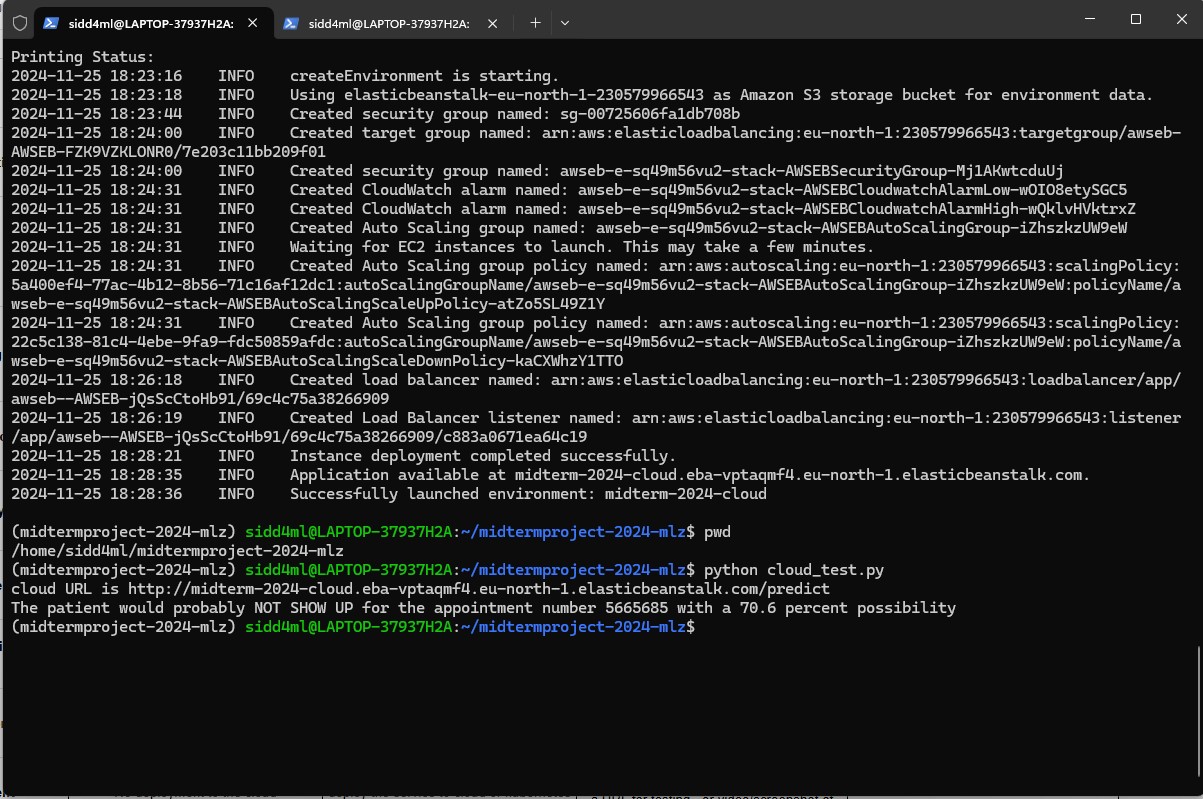 sidd4ml@LAPTOP-37937H2A:
sidd4ml@LAPTOP-37937H2A:
Printing Status:
2024-11-25 18:23:16    INFO    createEnvironment is starting.
2024-11-25 18:23:18    INFO    Using elasticbeanstalk-eu-north-1-230579966543 as Amazon S3 storage bucket for environment data.
2024-11-25 18:23:44    INFO    Created security group named: sg-00725606fa1db708b
2024-11-25 18:24:00    INFO    Created target group named: arn:aws:elasticloadbalancing:eu-north-1:230579966543:targetgroup/awseb-
AWSEB-FZK9VZKLONR0/7e203c11bb209f01
2024-11-25 18:24:00    INFO    Created security group named: awseb-e-sq49m56vu2-stack-AWSEBSecurityGroup-Mj1AKwtcduUj
2024-11-25 18:24:31    INFO    Created CloudWatch alarm named: awseb-e-sq49m56vu2-stack-AWSEBCloudwatchAlarmLow-wOIO8etySGC5
2024-11-25 18:24:31    INFO    Created CloudWatch alarm named: awseb-e-sq49m56vu2-stack-AWSEBCloudwatchAlarmHigh-wQklvHVktrxZ
2024-11-25 18:24:31    INFO    Created Auto Scaling group named: awseb-e-sq49m56vu2-stack-AWSEBAutoScalingGroup-iZhszkzUW9eW
2024-11-25 18:24:31    INFO    Waiting for EC2 instances to launch. This may take a few minutes.
2024-11-25 18:24:31    INFO    Created Auto Scaling group policy named: arn:aws:autoscaling:eu-north-1:230579966543:scalingPolicy:
5a400ef4-77ac-4b12-8b56-71c16af12dc1:autoScalingGroupName/awseb-e-sq49m56vu2-stack-AWSEBAutoScalingGroup-iZhszkzUW9eW:policyName/a
wseb-e-sq49m56vu2-stack-AWSEBAutoScalingScaleUpPolicy-atZo5SL49Z1Y
2024-11-25 18:24:31    INFO    Created Auto Scaling group policy named: arn:aws:autoscaling:eu-north-1:230579966543:scalingPolicy:
22c5c138-81c4-4ebe-9fa9-fdc50859afdc:autoScalingGroupName/awseb-e-sq49m56vu2-stack-AWSEBAutoScalingGroup-iZhszkzUW9eW:policyName/a
wseb-e-sq49m56vu2-stack-AWSEBAutoScalingScaleDownPolicy-kaCXWhzY1TTO
2024-11-25 18:26:18    INFO    Created load balancer named: arn:aws:elasticloadbalancing:eu-north-1:230579966543:loadbalancer/app/
awseb--AWSEB-jQsScCtoHb91/69c4c75a38266909
2024-11-25 18:26:19    INFO    Created Load Balancer listener named: arn:aws:elasticloadbalancing:eu-north-1:230579966543:listener
/app/awseb--AWSEB-jQsScCtoHb91/69c4c75a38266909/c883a0671ea64c19
2024-11-25 18:28:21    INFO    Instance deployment completed successfully.
2024-11-25 18:28:35    INFO    Application available at midterm-2024-cloud.eba-vptaqmf4.eu-north-1.elasticbeanstalk.com.
2024-11-25 18:28:36    INFO    Successfully launched environment: midterm-2024-cloud
(midtermproject-2024-mlz) sidd4ml@LAPTOP-37937H2A:~/midtermproject-2024-mlz$ pwd
/home/sidd4ml/midtermproject-2024-mlz
(midtermproject-2024-mlz) sidd4ml@LAPTOP-37937H2A:~/midtermproject-2024-mlz$ python cloud_test.py
cloud URL is http://midterm-2024-cloud.eba-vptaqmf4.eu-north-1.elasticbeanstalk.com/predict
The patient would probably NOT SHOW UP for the appointment number 5665685 with a 70.6 percent possibility
(midtermproject-2024-mlz) sidd4ml@LAPTOP-37937H2A:~/midtermproject-2024-mlz$